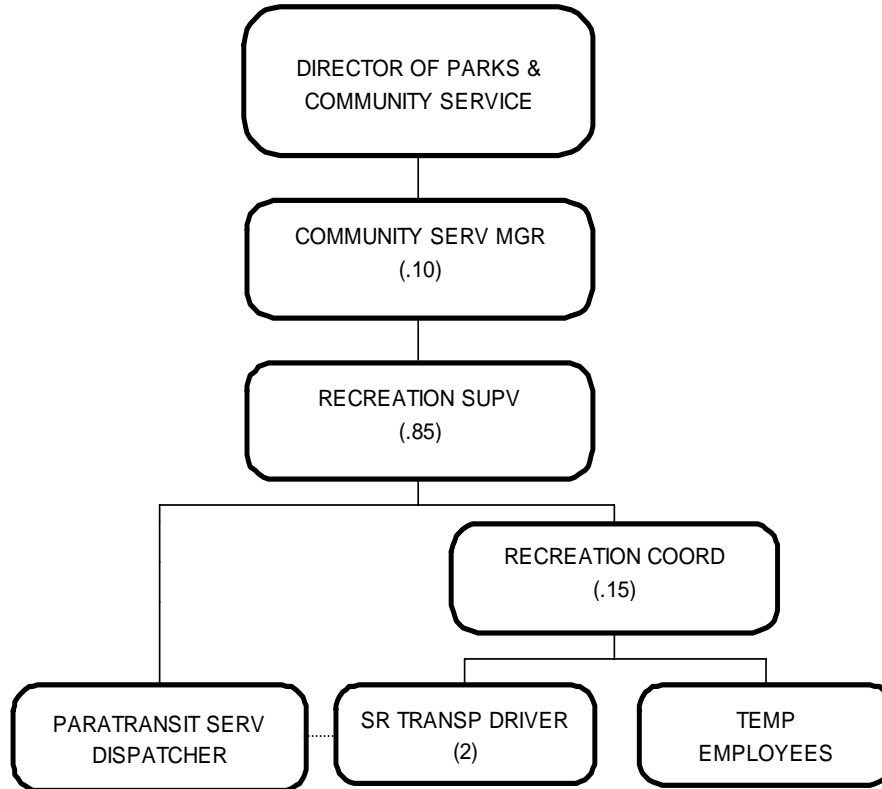 DIRECTOR OF PARKS &
COMMUNITY SERVICE
COMMUNITY SERV MGR
(.10)
RECREATION SUPV
(.85)
RECREATION COORD
(.15)
PARATRANSIT SERV
DISPATCHER
SR TRANSP DRIVER
(2)
TEMP
EMPLOYEES